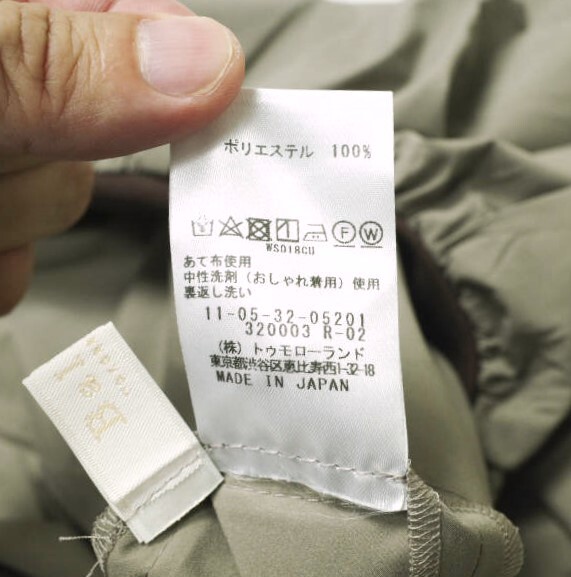 ポリエステル 100%
F W
WSD18CU
あて布使用
中性洗剤（おしゃれ着用）使用
裏返し洗い
11-05-32-05201
320003 R-02
（株）トゥモローランド
東京都渋谷区恵比寿西1-32-18
MADE IN JAPAN
38